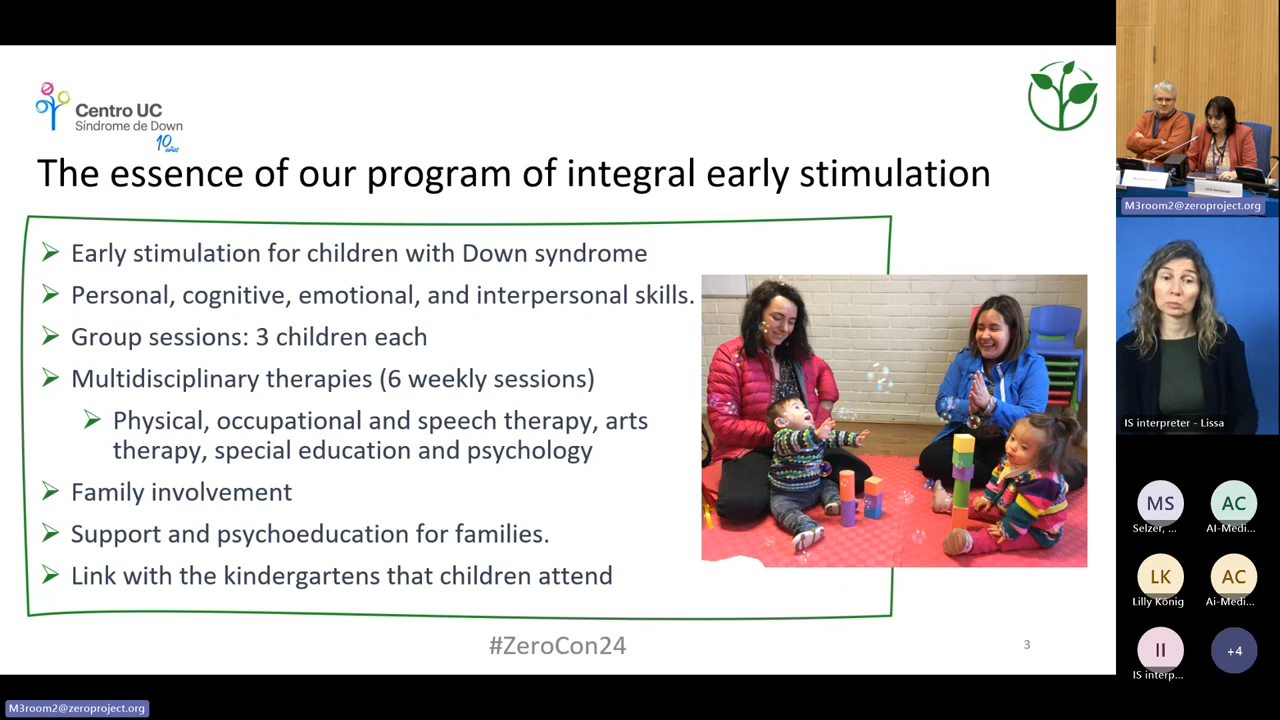 Centro UC
Síndrome de Down
10 años
The essence of our program of integral early stimulation
Early stimulation for children with Down syndrome
Personal, cognitive, emotional, and interpersonal skills.
Group sessions: 3 children each
Multidisciplinary therapies (6 weekly sessions)
Physical, occupational and speech therapy, arts
therapy, special education and psychology
Family involvement
Support and psychoeducation for families.
Link with the kindergartens that children attend
#ZeroCon24
3
M3room2@zeroproject.org
IS interpreter - Lissa
MS
AC
Selzer, ...
AI-Medi...
LK
AC
Lilly König
Ai-Medi...
II
+4
IS interp...
M3room2@zeroproject.org